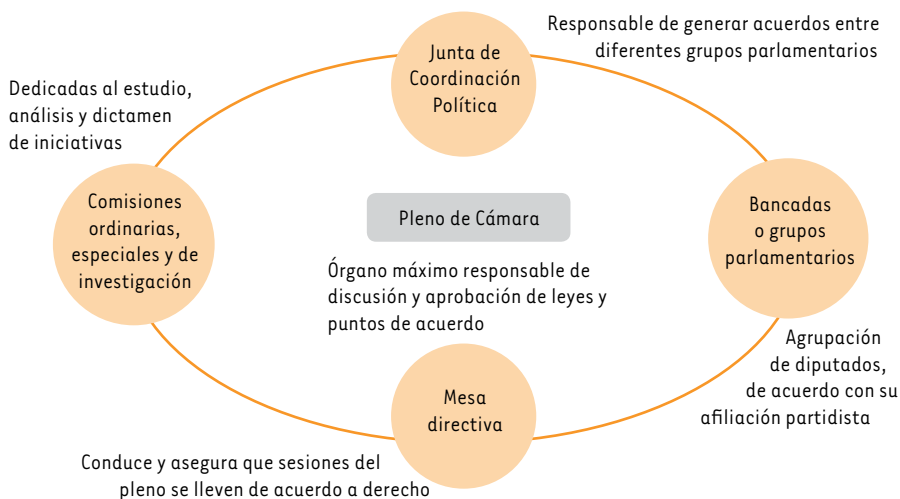 Junta de
Coordinación
Política
Responsable de generar acuerdos entre
diferentes grupos parlamentarios
Dedicadas al estudio,
análisis y dictamen
de iniciativas
Comisiones
ordinarias,
especiales y de
investigación
Pleno de Cámara
Órgano máximo responsable de
discusión y aprobación de leyes y
puntos de acuerdo
Bancadas
o grupos
parlamentarios
Agrupación
de diputados,
de acuerdo con su
afiliación partidista
Mesa
directiva
Conduce y asegura que sesiones del
pleno se lleven de acuerdo a derecho